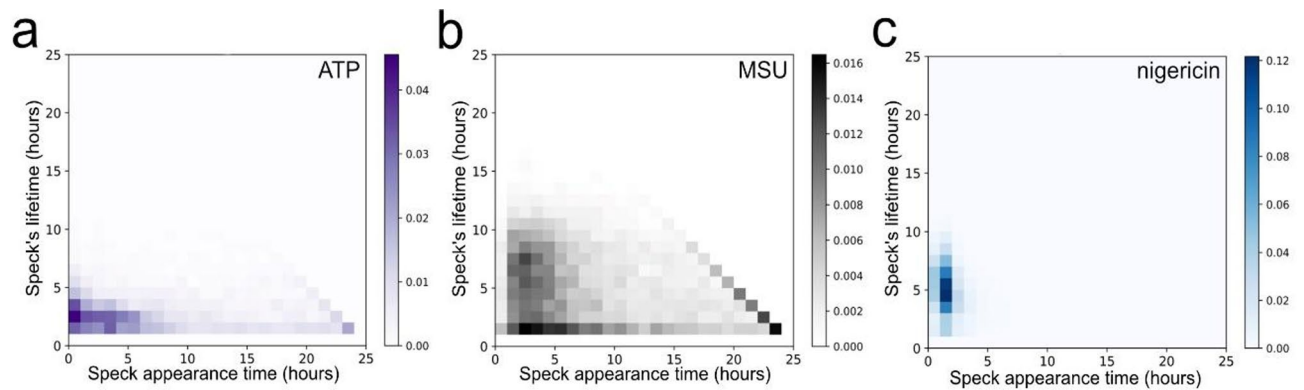 a
ATP
Speck's lifetime (hours)
25
20
15
10
5
0
0 5 10 15 20 25
Speck appearance time (hours)
0.04
0.03
0.02
0.01
0.00
b
MSU
Speck's lifetime (hours)
25
20
15
10
5
0
0 5 10 15 20 25
Speck appearance time (hours)
0.016
0.014
0.012
0.010
0.008
0.006
0.004
0.002
0.000
c
nigericin
Speck's lifetime (hours)
25
20
15
10
5
0
0 5 10 15 20 25
Speck appearance time (hours)
0.12
0.10
0.08
0.06
0.04
0.02
0.00